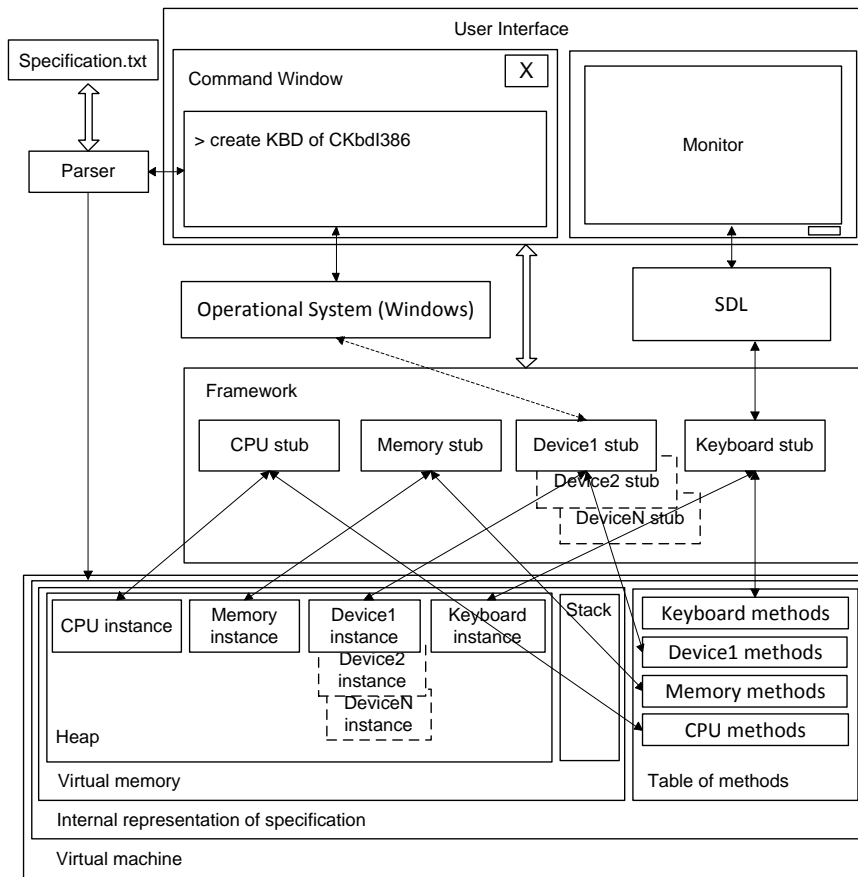 User Interface
Specification.txt
Command Window
X
> create KBD of CKbdI386
Monitor
Parser
Operational System (Windows)
SDL
Framework
CPU stub
Memory stub
Device1 stub
Keyboard stub
Device2 stub
DeviceN stub
CPU instance
Memory
instance
Device1
instance
Keyboard
instance
Stack
Keyboard methods
Device1 methods
Device2
instance
Memory methods
DeviceN
instance
CPU methods
Heap
Virtual memory
Table of methods
Internal representation of specification
Virtual machine